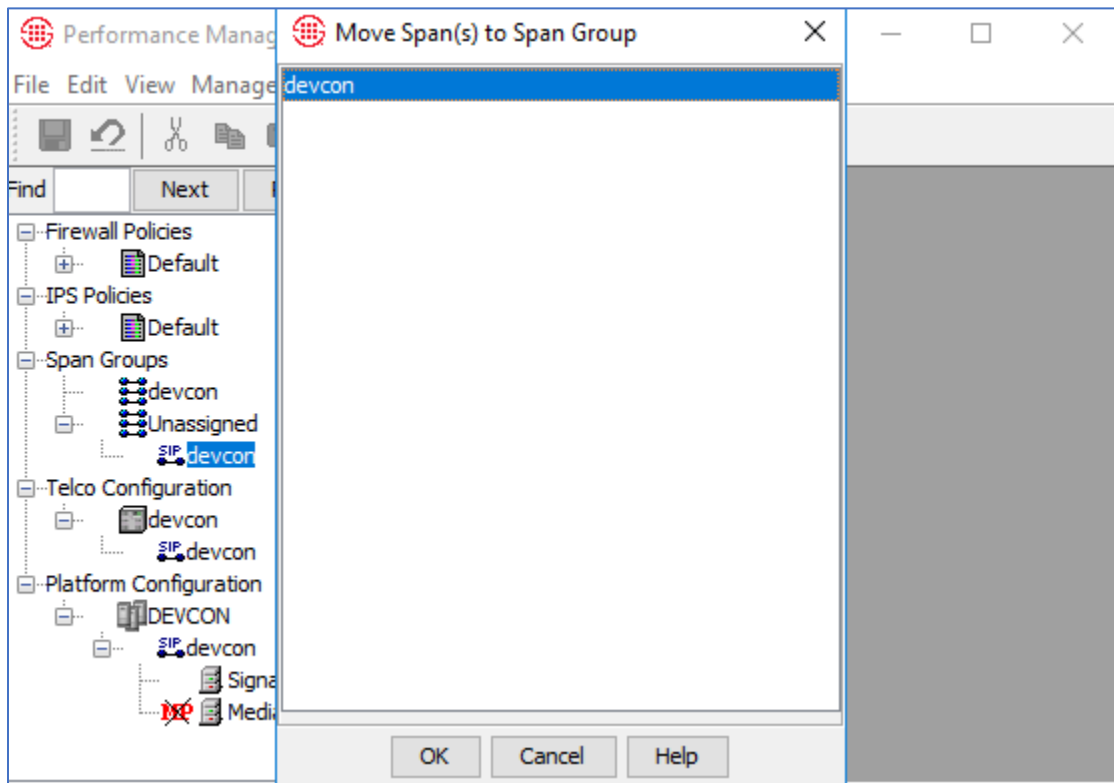 Performance Manag
Move Span(s) to Span Group
File Edit View Manage
devcon
Find Next
Firewall Policies
Default
IPS Policies
Default
Span Groups
devcon
Unassigned
SIP devcon
Telco Configuration
devcon
SIP devcon
Platform Configuration
DEVCON
SIP devcon
Signa
MP Media
OK Cancel Help